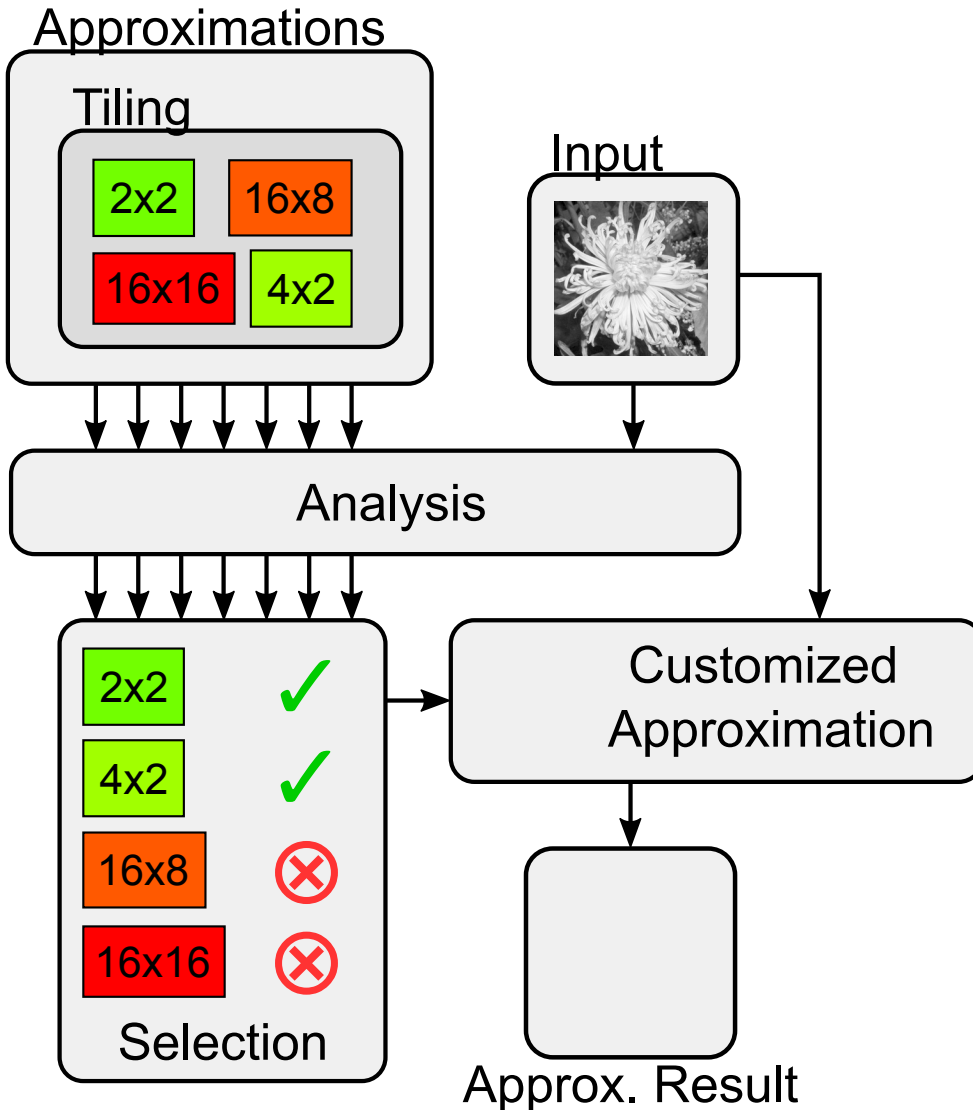 Approximations
Tiling
2x2
16x8
16x16
4x2
Input
Analysis
2x2
4x2
16x8
16x16
Selection
Customized
Approximation
Approx. Result